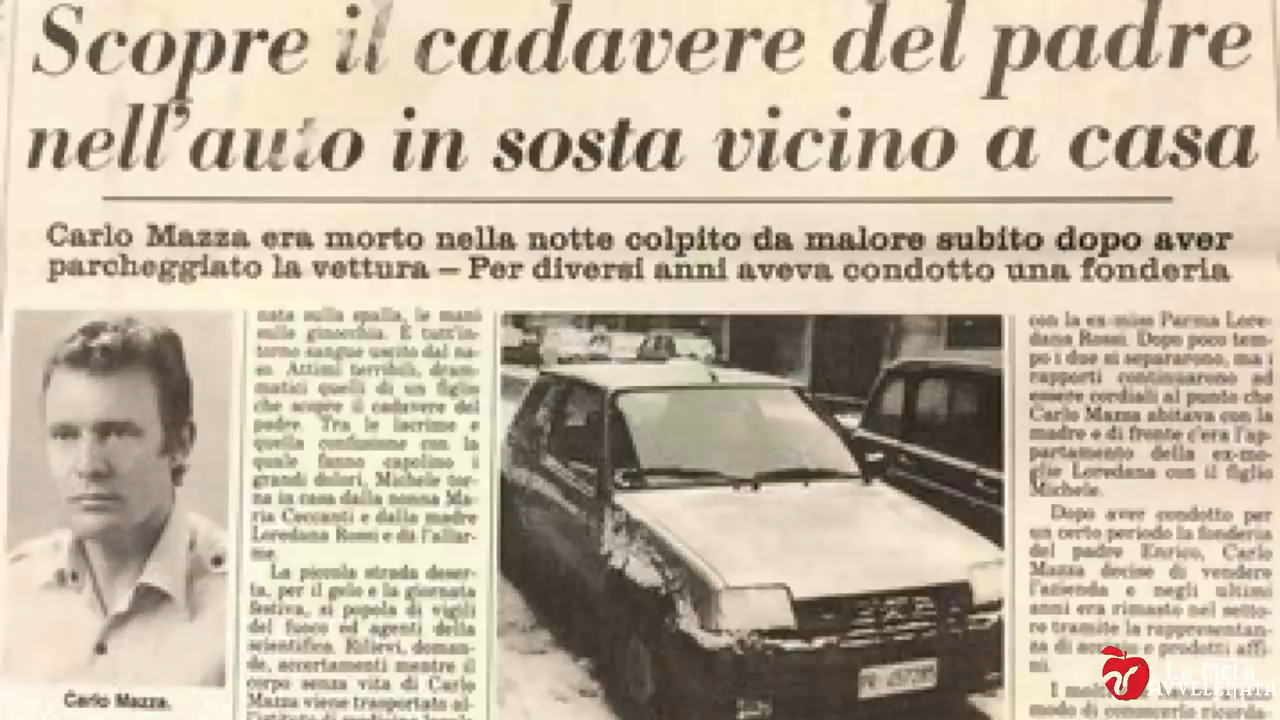 Scopre il cadavere del padre
nell'auto in sosta vicino a casa
Carlo Mazza era morto nella notte colpito da malore subito dopo aver
parcheggiato la vettura – Per diversi anni aveva condotto una fonderia
nata sulla spalla, le mani
sulle ginocchia. È tutt'in-
torno sangue uscito dal na-
so. Attimi terribili, dram-
matici quelli di un figlio
che scopre il cadavere del
padre. Tra le lacrime e
quella confusione con la
quale fanno capolino i
grandi dolori, Michele tor-
na in casa dalla nonna Ma-
ria Ceccanti e dalla madre
Loredana Rossi e dà l'allar-
me.
La piccola strada deser-
ta, per il gelo e la giornata
festiva, si popola di vigili
del fuoco ed agenti della
scientifica. Rilievi, doman-
de, accertamenti mentre il
corpo senza vita di Carlo
Mazza viene trasportato al-
l'istituto di medicina
con la ex-miss Parma Lore-
dana Rossi. Dopo poco tem-
po i due si separarono, ma i
rapporti continuarono ad
essere cordiali al punto che
Carlo Mazza abitava con la
madre e di fronte c'era l'ap-
partamento della ex-mo-
glie Loredana con il figlio
Michele.
Dopo aver condotto per
un certo periodo la fonderia
del padre Enrico, Carlo
Mazza decise di vendere
l'azienda e negli ultimi
anni era rimasto nel setto-
re tramite la rappresentan-
za di e prodotti affi-
ni.
I
modo di conoscerlo ricorda-
Carlo Mazza.
LA MELA
AVVELENATA